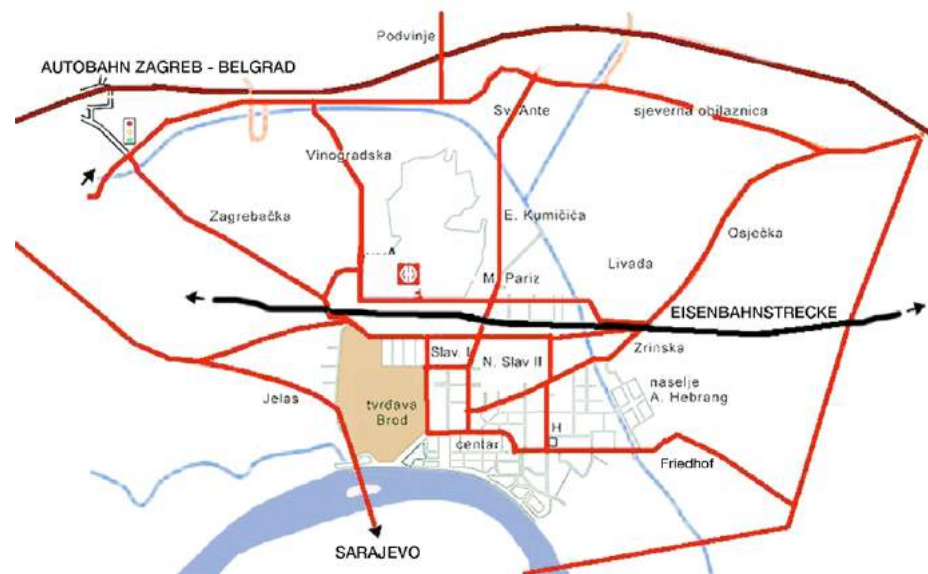 Podvinje
AUTOBAHN ZAGREB - BELGRAD
Sv. Ante
sjeverna obilaznica
Vinogradska
Zagrebačka
E. Kumičića
Osječka
A
Livada
M. Pariz
EISENBAHNSTRECKE
Slav. I
N. Slav II
Zrinska
naselje
A. Hebrang
Jelas
tvrđava
Brod
H
centar
Friedhof
SARAJEVO